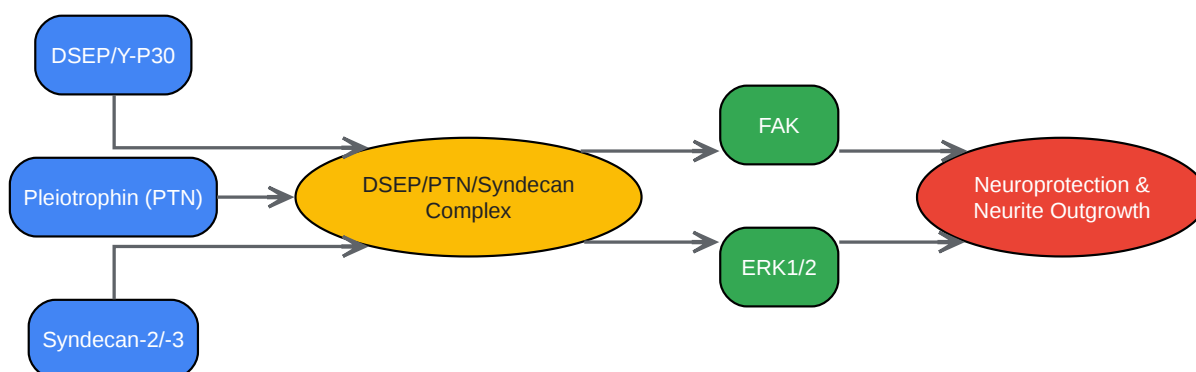 DSEP/Y-P30
Pleiotrophin (PTN)
Syndecan-2/-3
DSEP/PTN/Syndecan
Complex
FAK
ERK1/2
Neuroprotection &
Neurite Outgrowth